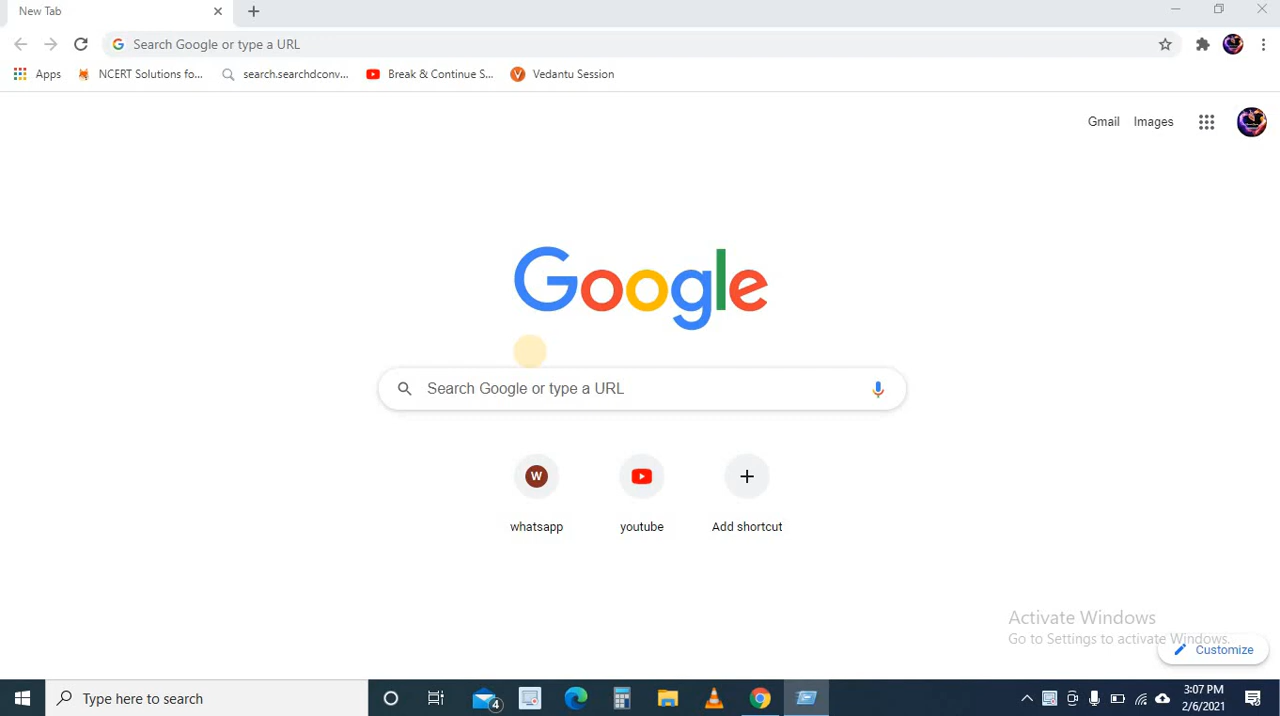 New Tab
Search Google or type a URL
Apps
NCERT Solutions fo...
search.searchdconv...
Break & Continue S...
Vedantu Session
Gmail
Images
Google
Search Google or type a URL
W
whatsapp
youtube
Add shortcut
Activate Windows
Go to Settings to activate Windows.
Customize
Type here to search
4
3:07 PM
2/6/2021